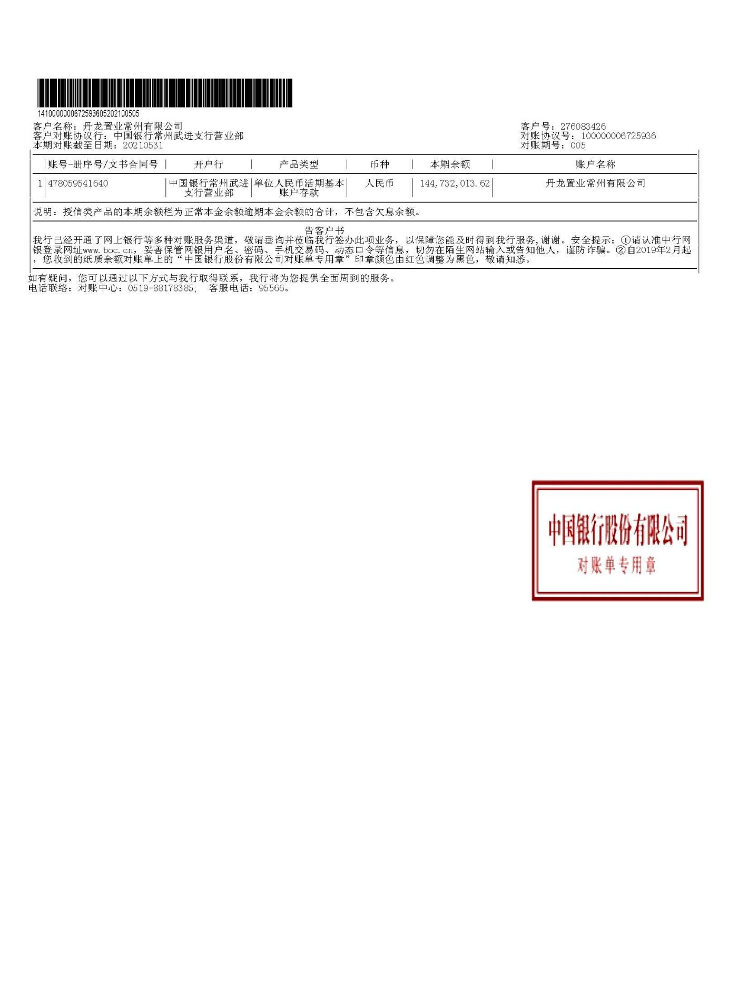 1410000000672593605202100505
客户名称：丹龙置业常州有限公司 客户号：276083426
客户对账协议行：中国银行常州武进支行营业部 对账协议号：100000006725936
本期对账截至日期：20210531 对账期号：005
账号-册序号/文书合同号 开户行 产品类型 币种 本期余额 账户名称
1 478059541640 中国银行常州武进 单位人民币活期基本 人民币 144,732,013.62 丹龙置业常州有限公司
支行营业部 账户存款
说明：授信类产品的本期余额栏为正常本金余额逾期本金余额的合计，不包含欠息余额。
告客户书
我行已经开通了网上银行等多种对账服务渠道，敬请垂询并莅临我行签办此项业务，以保障您能及时得到我行服务,谢谢。安全提示：①请认准中行网
银登录网址www.boc.cn，妥善保管网银用户名、密码、手机交易码、动态口令等信息，切勿在陌生网站输入或告知他人，谨防诈骗。②自2019年2月起
，您收到的纸质余额对账单上的“中国银行股份有限公司对账单专用章”印章颜色由红色调整为黑色，敬请知悉。
如有疑问，您可以通过以下方式与我行取得联系，我行将为您提供全面周到的服务。
电话联络：对账中心：0519-88178385; 客服电话：95566。
中国银行股份有限公司
对账单专用章